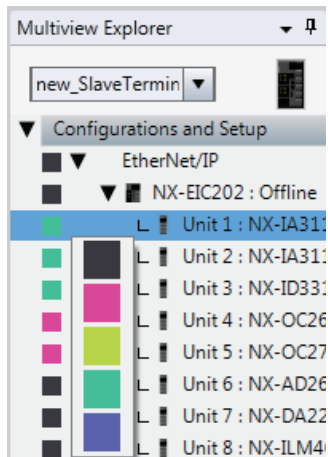 Multiview Explorer
new_SlaveTermin
Configurations and Setup
EtherNet/IP
NX-EIC202 : Offline
Unit 1 : NX-IA311
Unit 2 : NX-IA311
Unit 3 : NX-ID331
Unit 4 : NX-OC26
Unit 5 : NX-OC27
Unit 6 : NX-AD26
Unit 7 : NX-DA22
Unit 8 : NX-ILM40